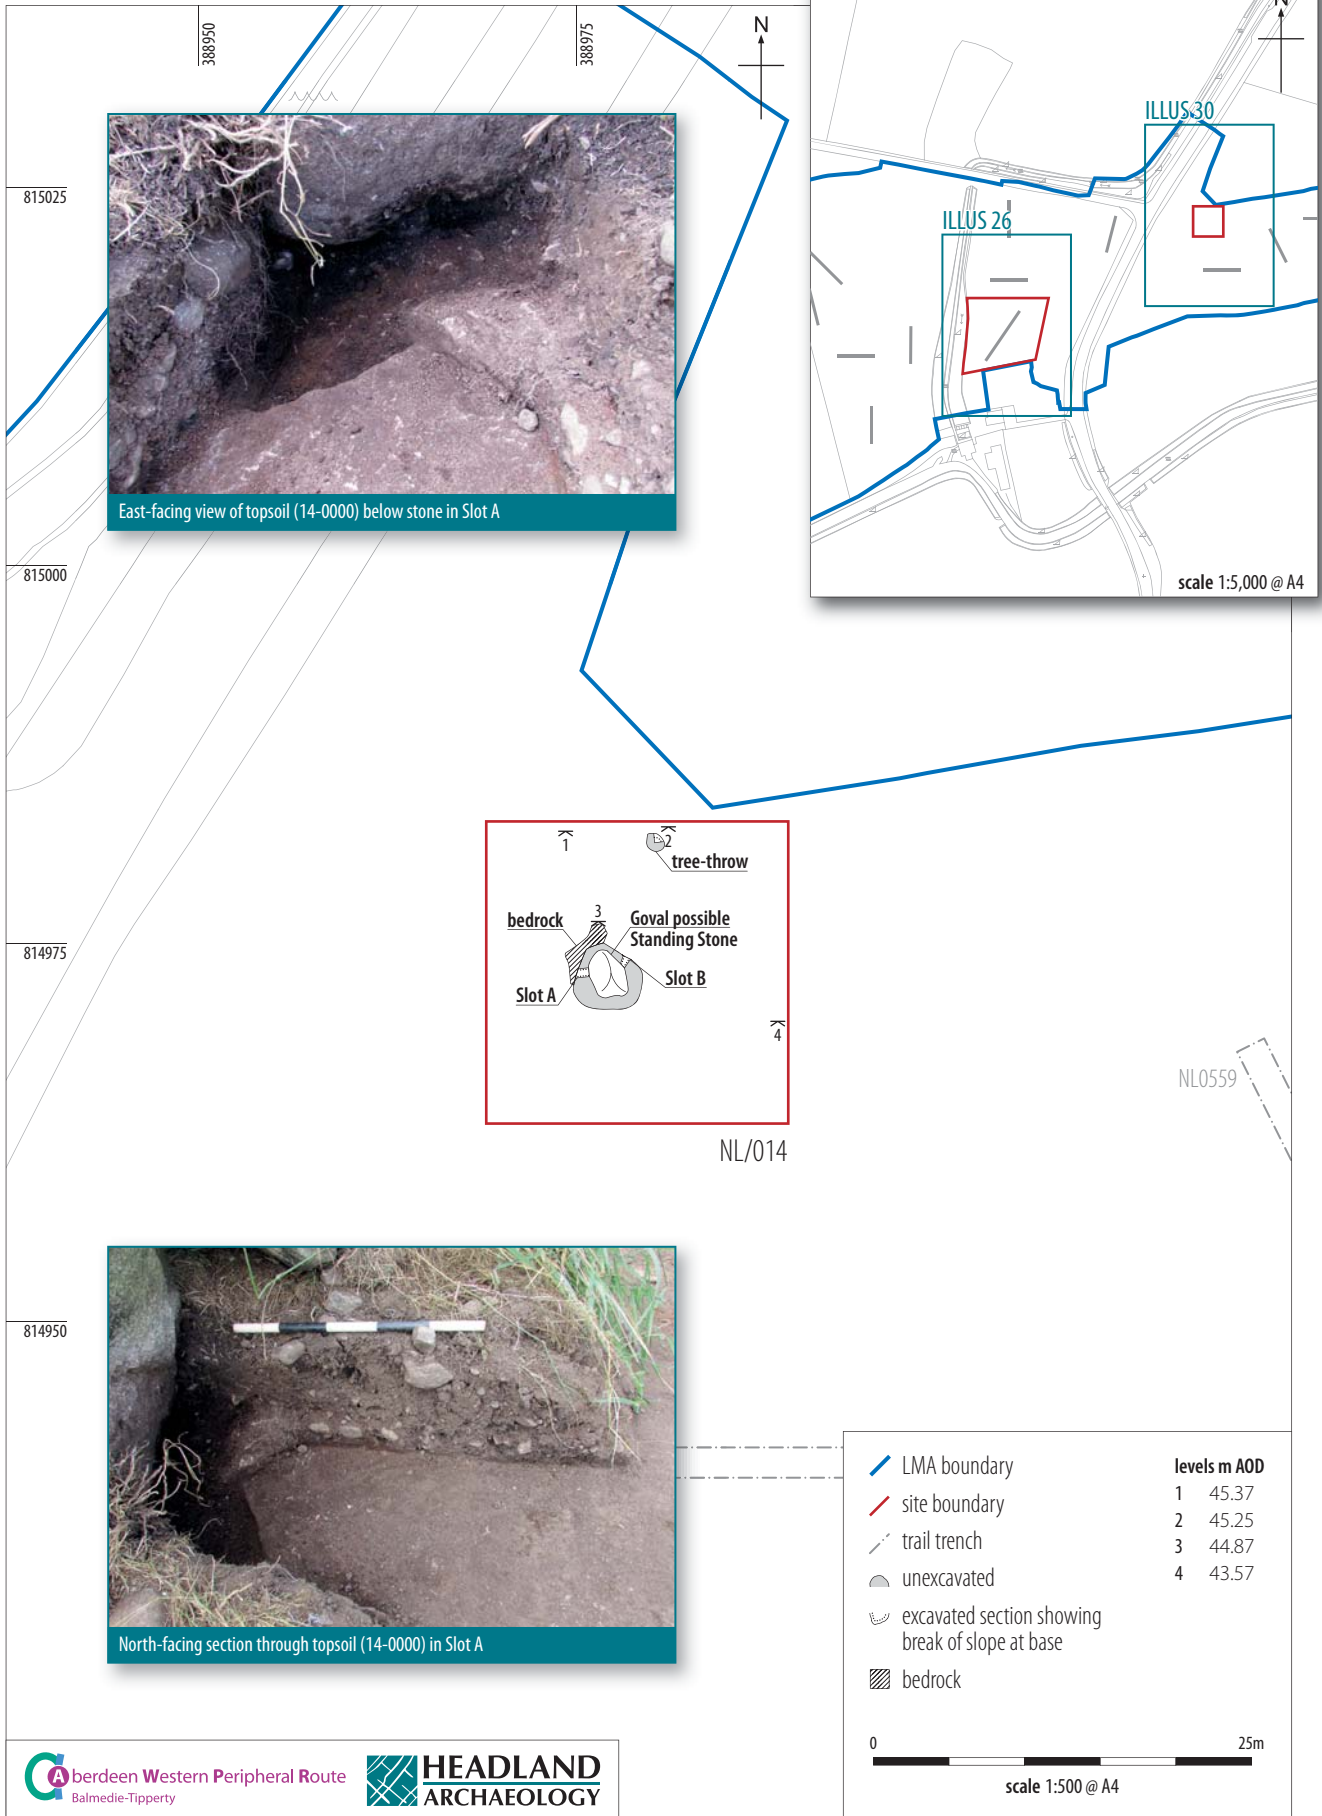 388950
388975
N
N
815025
815000
814975
814950
ILLUS 30
ILLUS 26
scale 1:5,000 @ A4
East-facing view of topsoil (14-0000) below stone in Slot A
1
2
tree-throw
3
bedrock
Goval possible
Standing Stone
Slot B
Slot A
4
NL0559
NL/014
North-facing section through topsoil (14-0000) in Slot A
LMA boundary
site boundary
trail trench
unexcavated
excavated section showing
break of slope at base
bedrock
levels m AOD
1 45.37
2 45.25
3 44.87
4 43.57
0 25m
scale 1:500 @ A4
Aberdeen Western Peripheral Route
Balmedie-Tipperty
HEADLAND
ARCHAEOLOGY